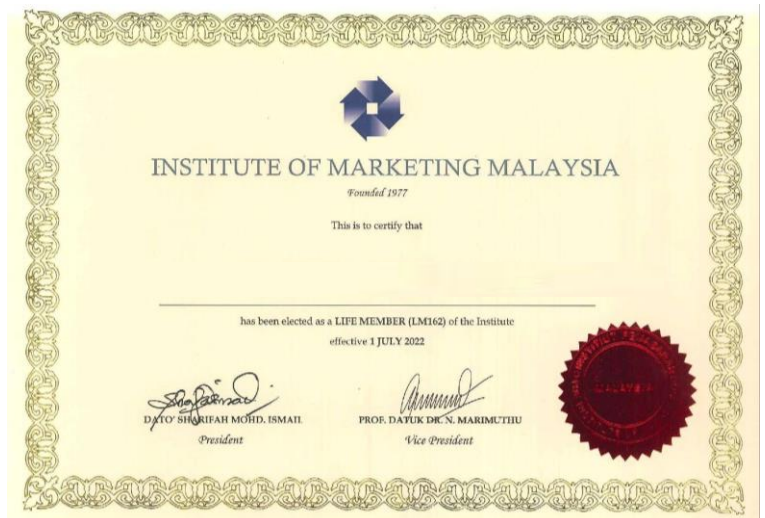 INSTITUTE OF MARKETING MALAYSIA
Founded 1977
This is to certify that
has been elected as a LIFE MEMBER (LM162) of the Institute
effective 1 JULY 2022
DATO' SHARIFAH MOHD. ISMAIL
President
PROF. DATUK DR. N. MARIMUTHU
Vice President
MALAYSIA